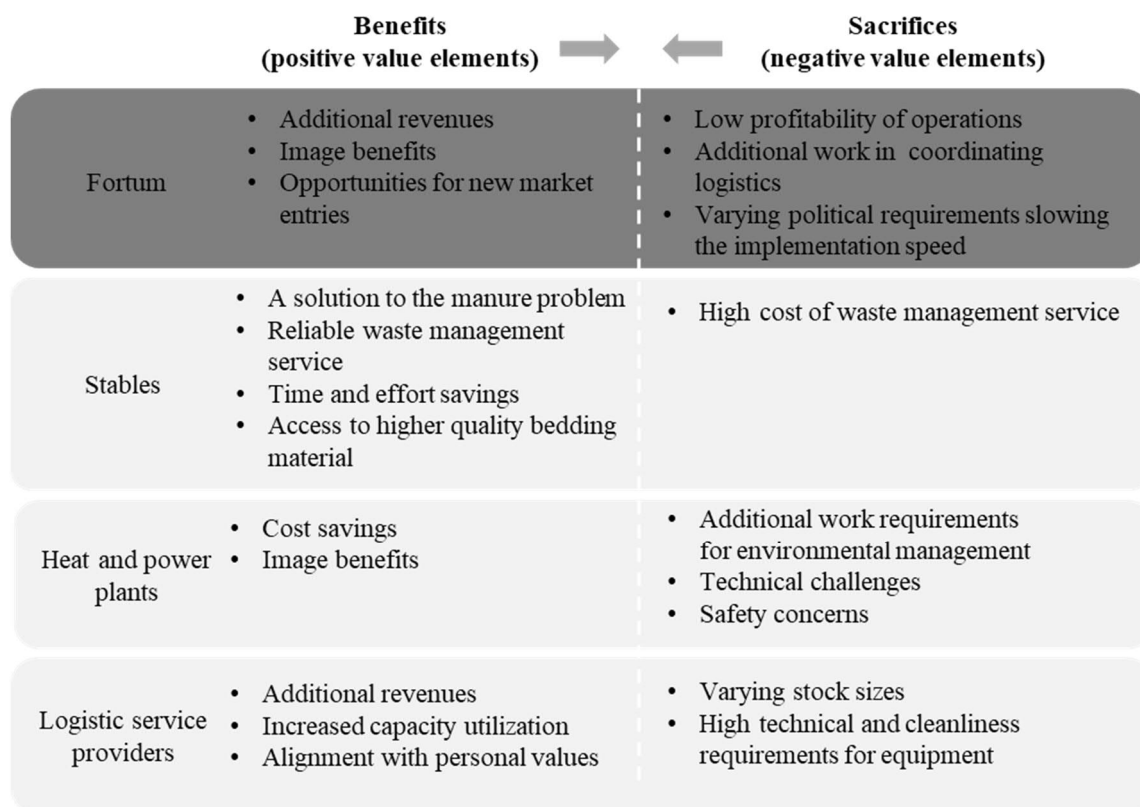 Benefits
(positive value elements)
Sacrifices
(negative value elements)
Fortum
• Additional revenues
• Image benefits
• Opportunities for new market
entries
• Low profitability of operations
• Additional work in coordinating
logistics
• Varying political requirements slowing
the implementation speed
Stables
• A solution to the manure problem
• Reliable waste management
service
• Time and effort savings
• Access to higher quality bedding
material
• High cost of waste management service
Heat and power
plants
• Cost savings
• Image benefits
• Additional work requirements
for environmental management
• Technical challenges
• Safety concerns
Logistic service
providers
• Additional revenues
• Increased capacity utilization
• Alignment with personal values
• Varying stock sizes
• High technical and cleanliness
requirements for equipment